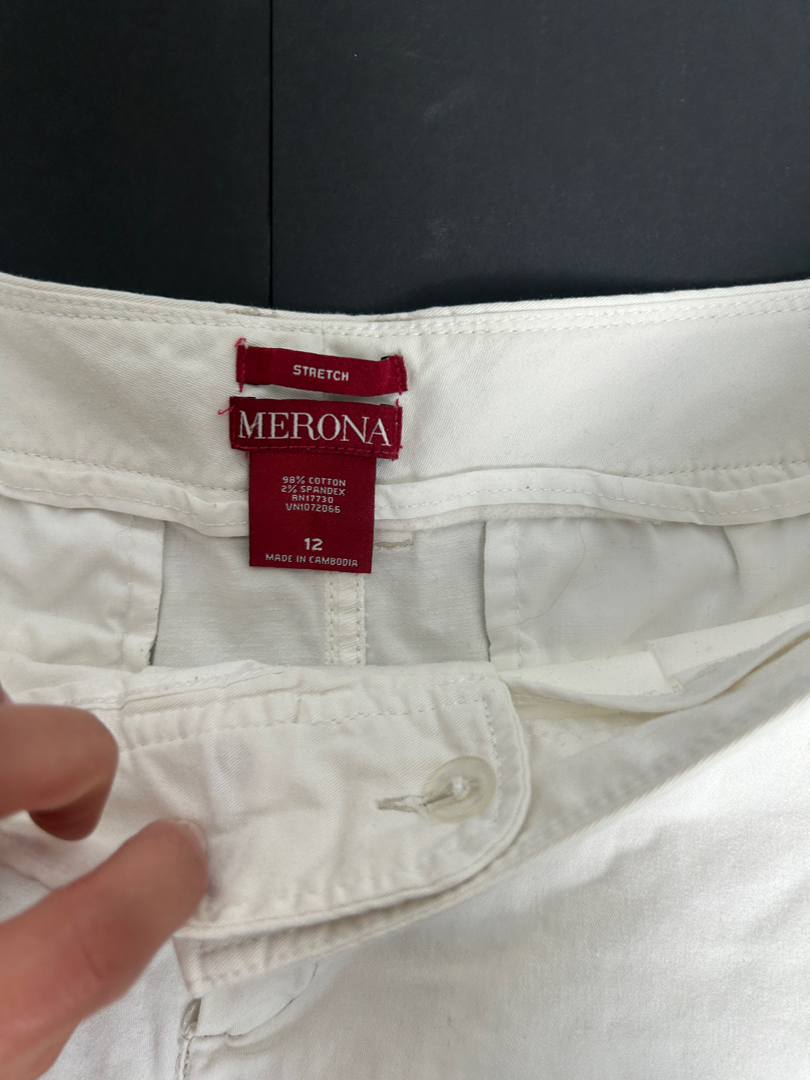 STRETCH
MERONA
98% COTTON
2% SPANDEX
RN17730
VN1072066
12
MADE IN CAMBODIA